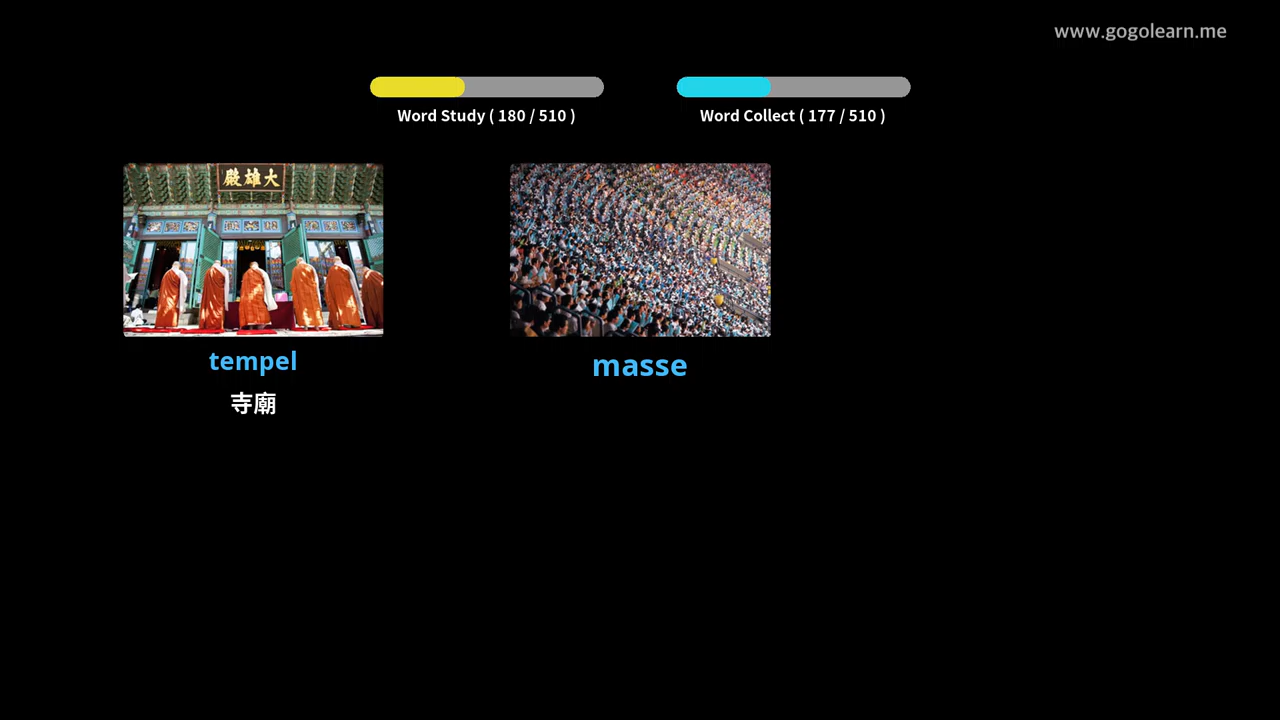 www.gogolearn.me
Word Study ( 180 / 510 )
Word Collect ( 177 / 510 )
殿雄大
tempel
masse
寺廟